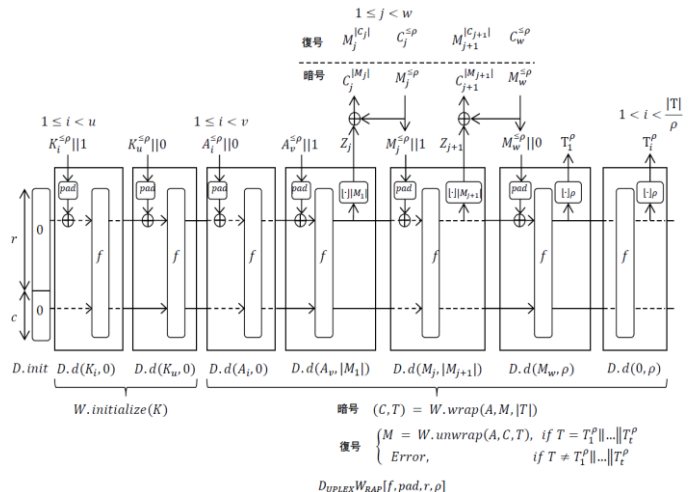 1 ≤ j < w
復号 M_j^{|C_j|} C_j^{≤ρ} M_{j+1}^{|C_j|} C_w^{≤ρ}
暗号 C_j^{|M_j|} M_j^{≤ρ} C_{j+1}^{|M_{j+1}|} M_w^{≤ρ}
1 ≤ i < u 1 ≤ i < v 1 < i < |T|/ρ
K_i^{≤ρ}||1 K_u^{≤ρ}||0 A_i^{≤ρ}||0 A_v^{≤ρ}||1 Z_j M_j^{≤ρ}||1 Z_{j+1} M_w^{≤ρ}||0 T_1^ρ T_i^ρ
pad pad pad pad ⌊·⌋|M_1| pad ⌊·⌋|M_{j+1}| pad ⌊·⌋ρ ⌊·⌋ρ
r 0 f f f f f f f
c 0
D.init D.d(K_i, 0) D.d(K_u, 0) D.d(A_i, 0) D.d(A_v, |M_1|) D.d(M_j, |M_{j+1}|) D.d(M_w, ρ) D.d(0, ρ)
W.initialize(K) 暗号 (C, T) = W.wrap(A, M, |T|)
復号 { M = W.unwrap(A, C, T), if T = T_1^ρ||...||T_t^ρ
Error, if T ≠ T_1^ρ||...||T_t^ρ
D_{UPLEX}W_{RAP}[f, pad, r, ρ]